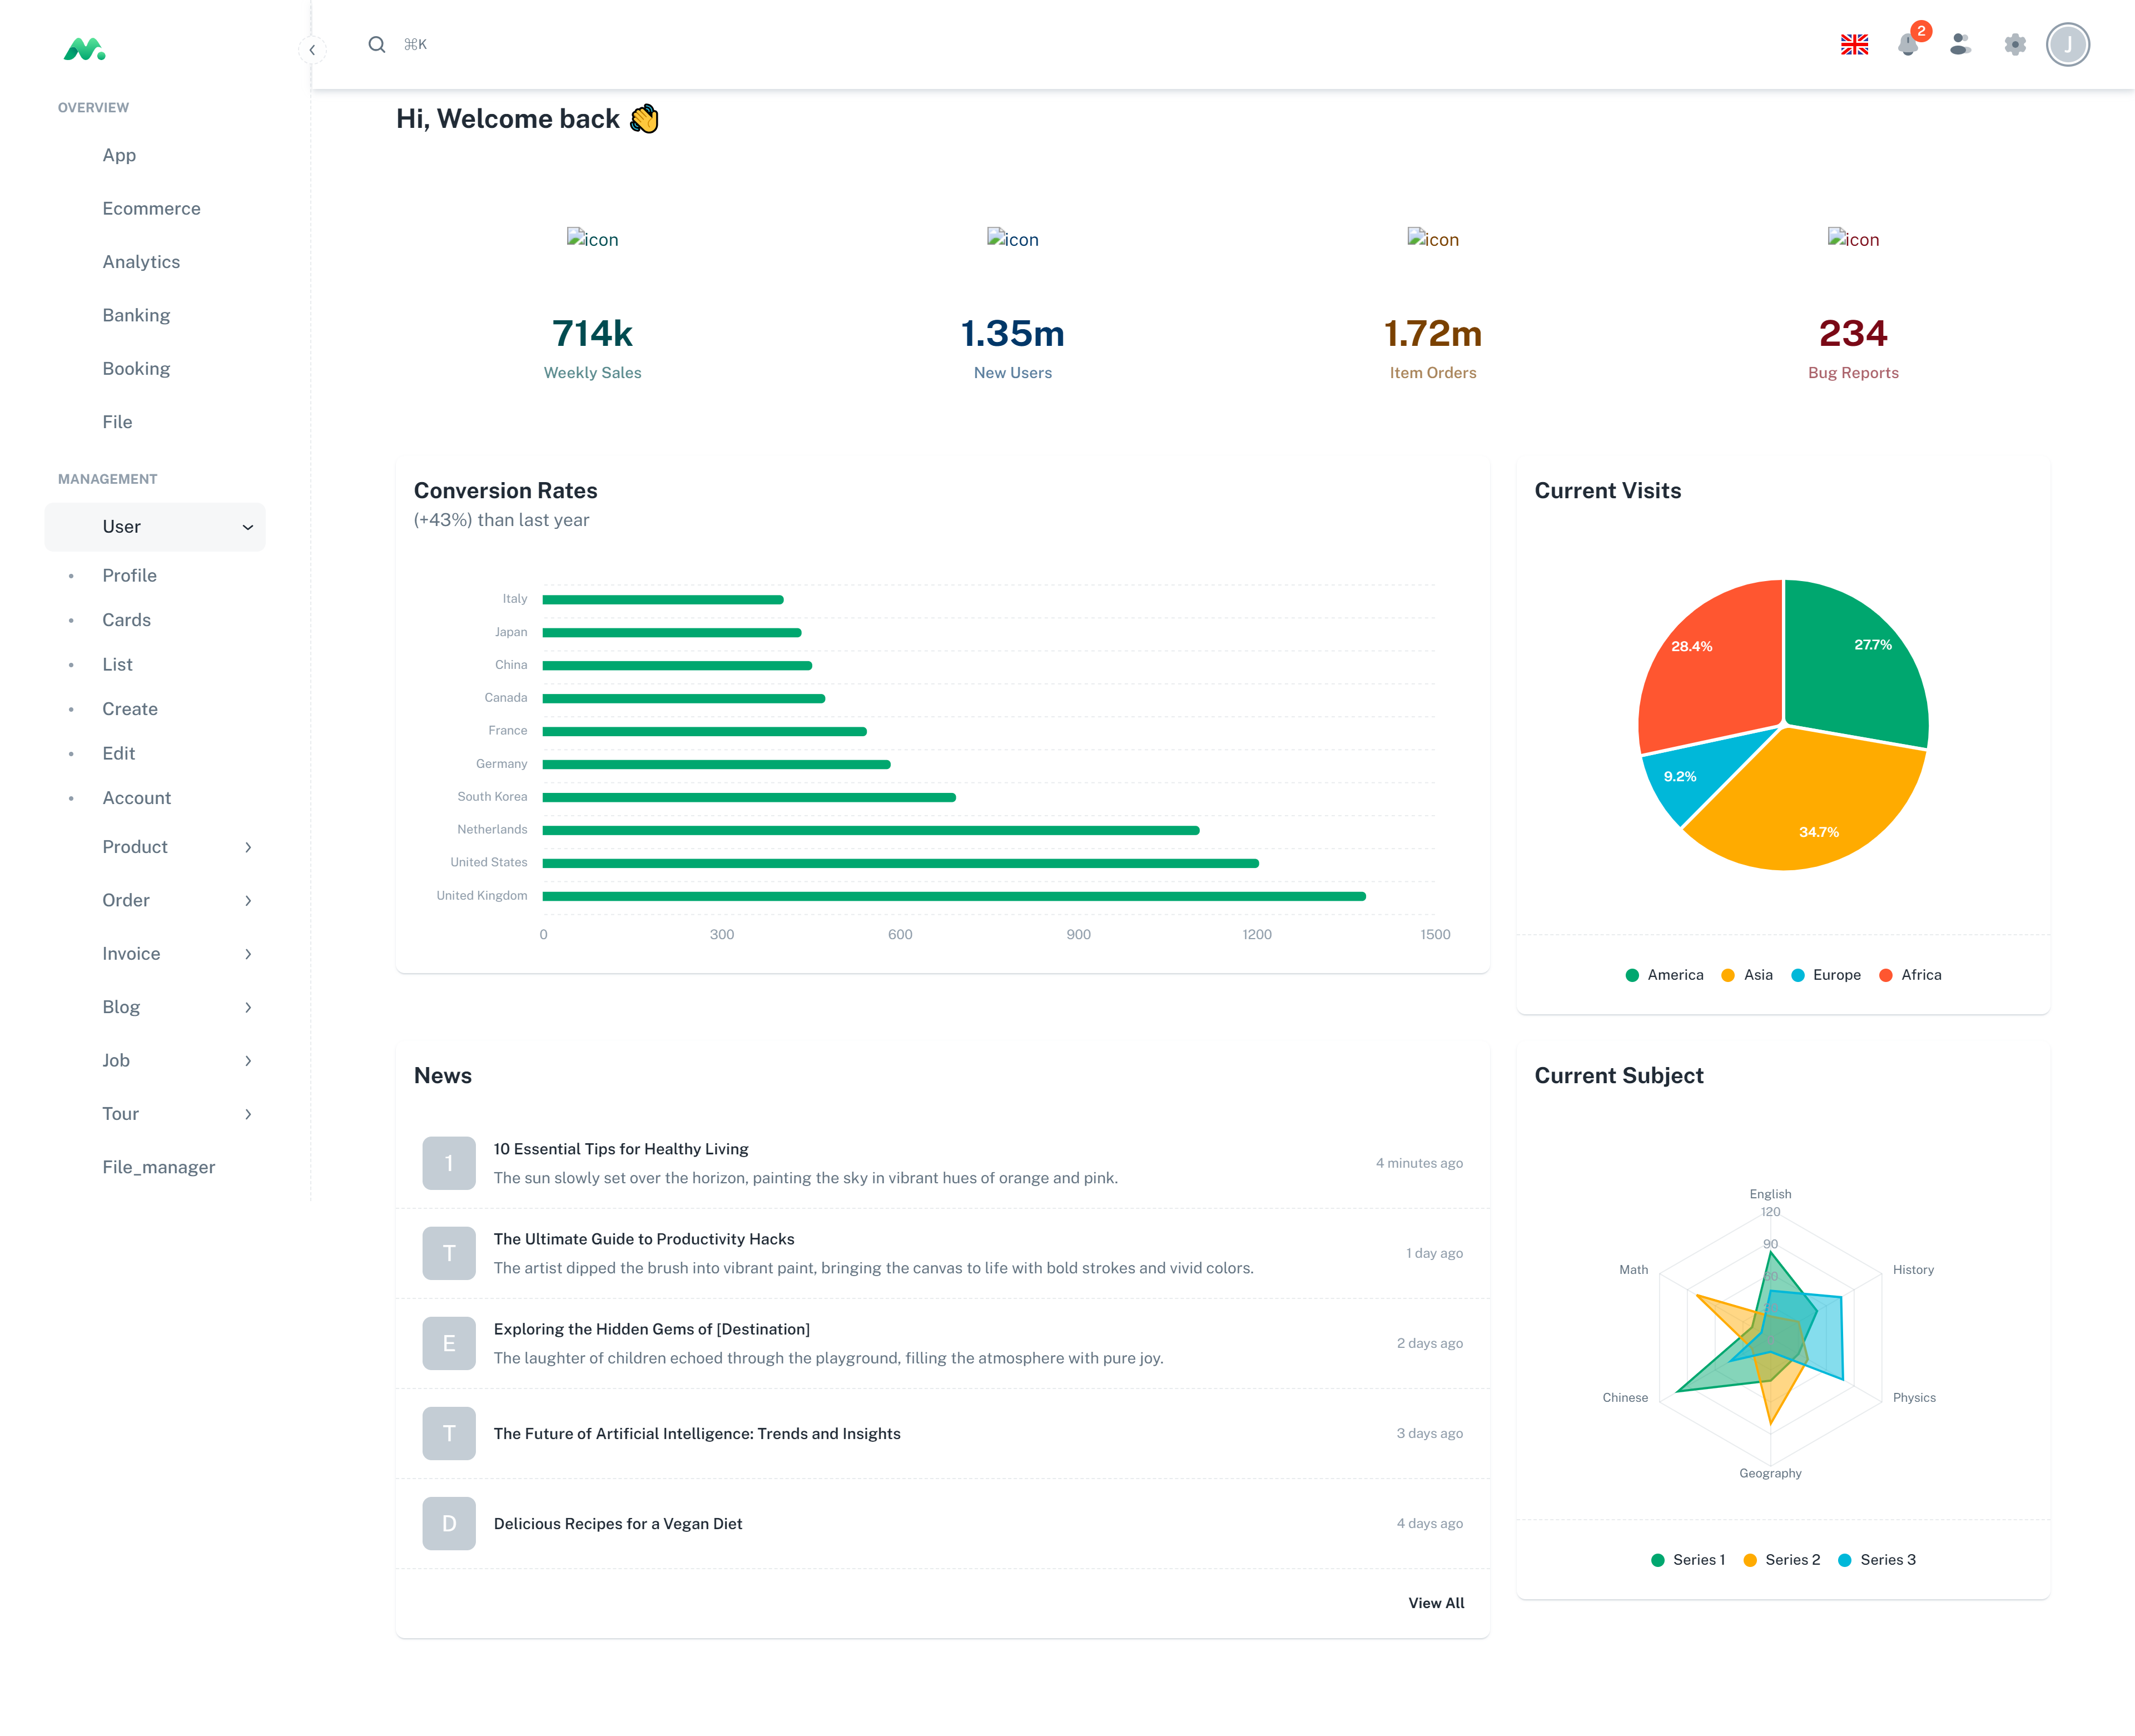 ⌘K
2
J
OVERVIEW
App
Ecommerce
Analytics
Banking
Booking
File
MANAGEMENT
User
Profile
Cards
List
Create
Edit
Account
Product
Order
Invoice
Blog
Job
Tour
File_manager
Hi, Welcome back 👋
icon
714k
Weekly Sales
icon
1.35m
New Users
icon
1.72m
Item Orders
icon
234
Bug Reports
Conversion Rates
(+43%) than last year
Italy
Japan
China
Canada
France
Germany
South Korea
Netherlands
United States
United Kingdom
0 300 600 900 1200 1500
Current Visits
28.4%
27.7%
9.2%
34.7%
America Asia Europe Africa
News
1
10 Essential Tips for Healthy Living
The sun slowly set over the horizon, painting the sky in vibrant hues of orange and pink.
4 minutes ago
T
The Ultimate Guide to Productivity Hacks
The artist dipped the brush into vibrant paint, bringing the canvas to life with bold strokes and vivid colors.
1 day ago
E
Exploring the Hidden Gems of [Destination]
The laughter of children echoed through the playground, filling the atmosphere with pure joy.
2 days ago
T
The Future of Artificial Intelligence: Trends and Insights
3 days ago
D
Delicious Recipes for a Vegan Diet
4 days ago
View All
Current Subject
English
120
90
60
Math
History
Chinese
Physics
Geography
Series 1 Series 2 Series 3